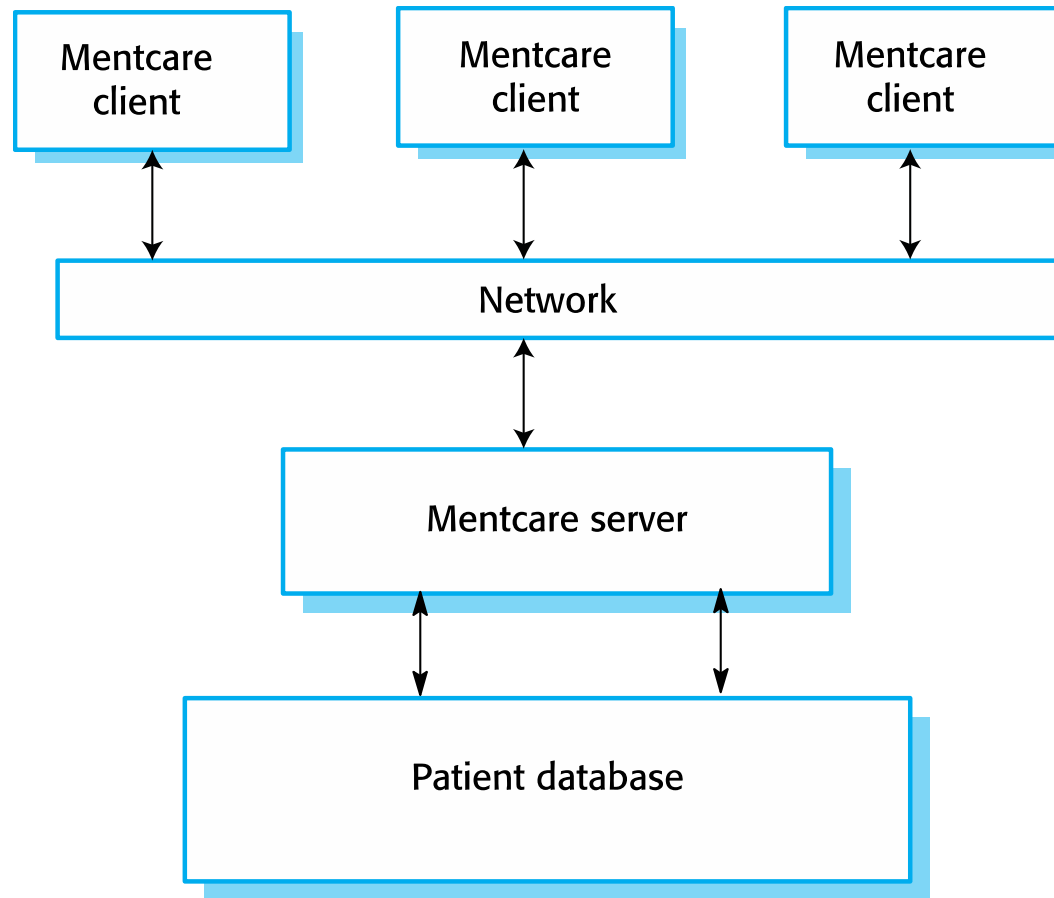 Mentcare
client
Mentcare
client
Mentcare
client
Network
Mentcare server
Patient database